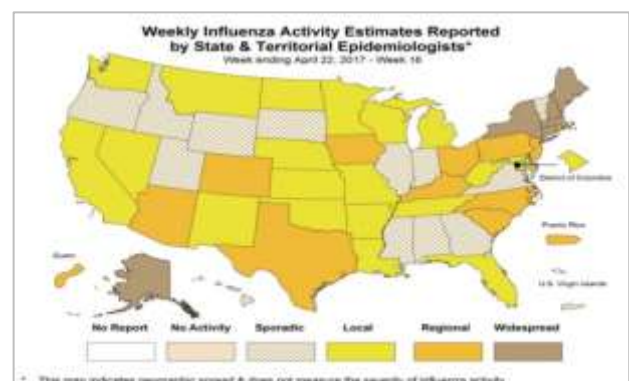 Weekly Influenza Activity Estimates Reported
by State & Territorial Epidemiologists*
Week ending April 22, 2017 - Week 16
District of Columbia
Puerto Rico
Guam
Hawaii
U.S. Virgin Islands
No Report No Activity Sporadic Local Regional Widespread
* This map indicates geographic spread & does not measure the severity of influenza activity